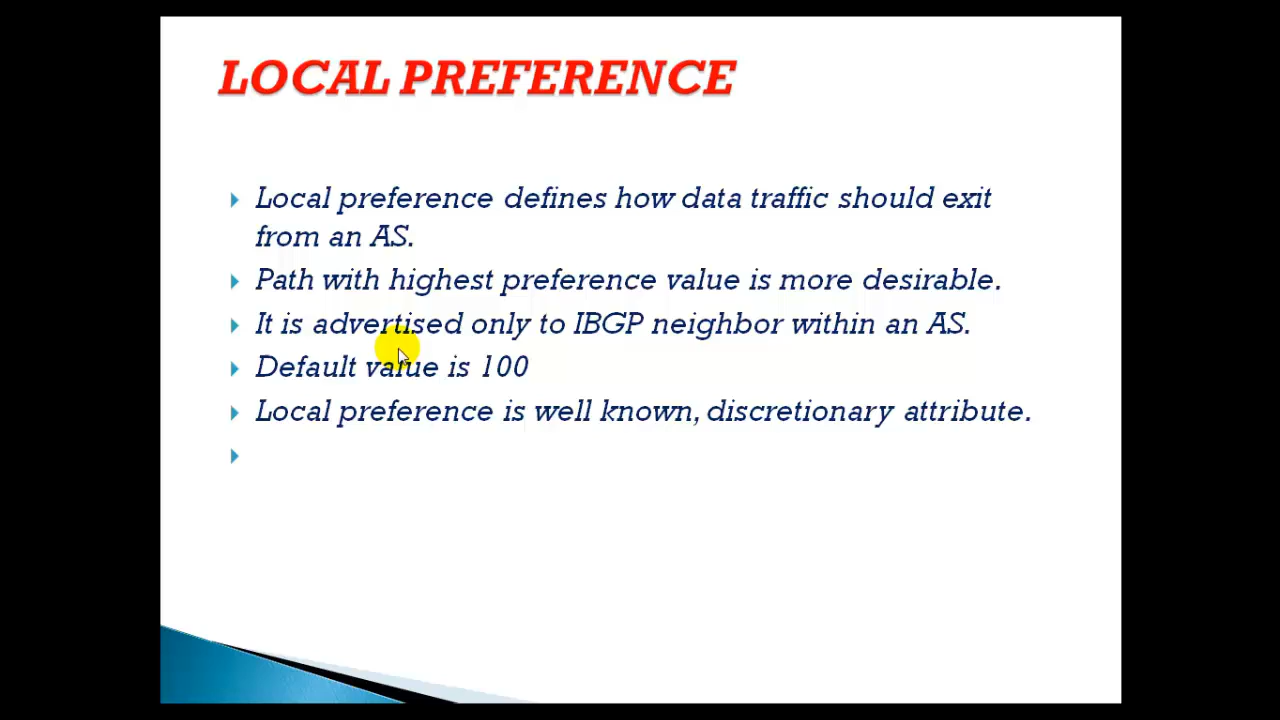 LOCAL PREFERENCE
Local preference defines how data traffic should exit
from an AS.
Path with highest preference value is more desirable.
It is advertised only to IBGP neighbor within an AS.
Default value is 100
Local preference is well known, discretionary attribute.